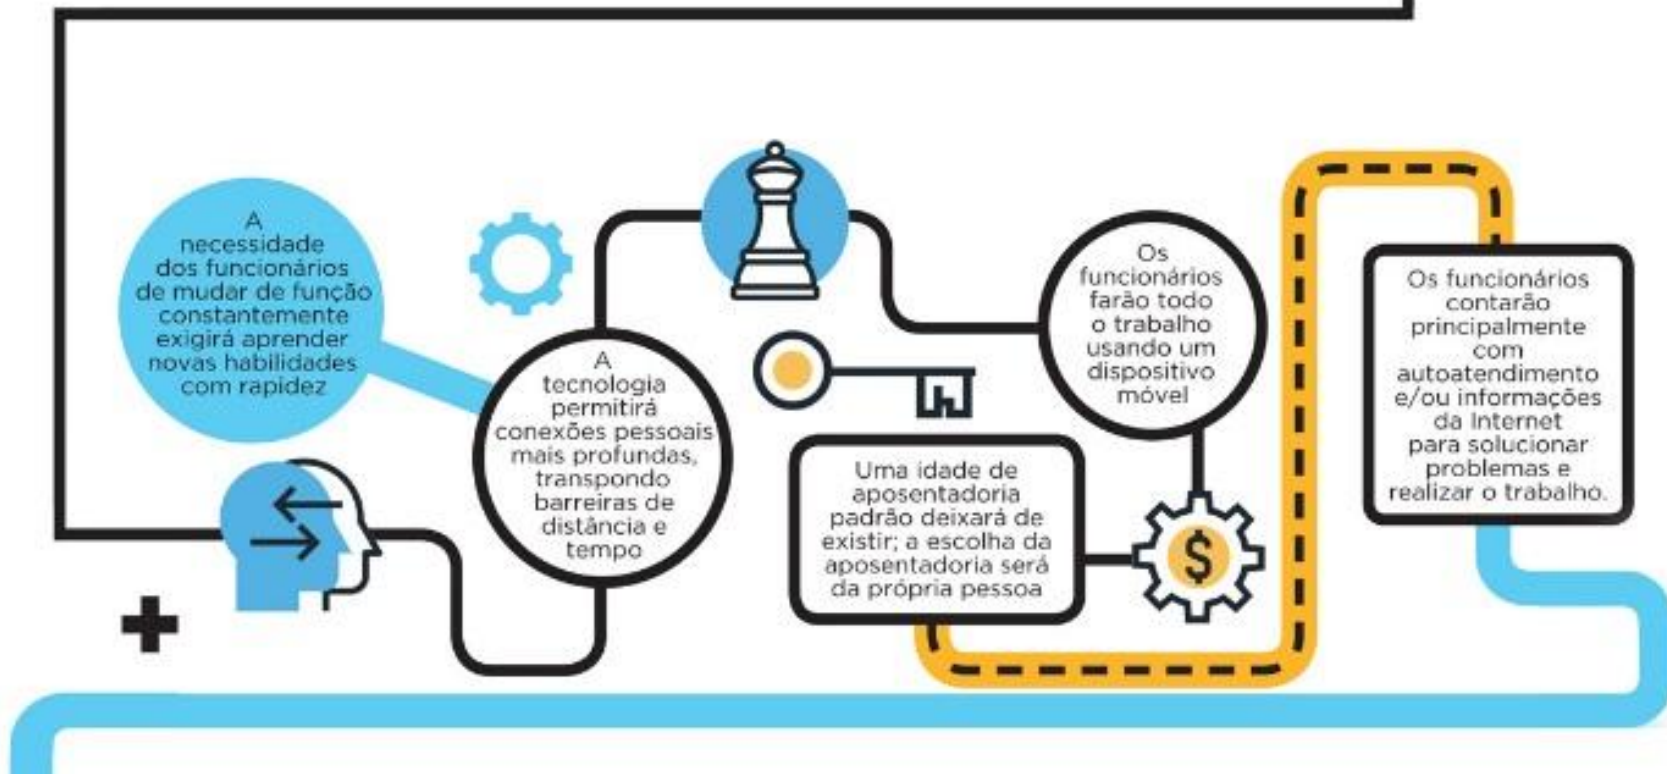 A
necessidade
dos funcionários
de mudar de função
constantemente
exigirá aprender
novas habilidades
com rapidez
A
tecnologia
permitirá
conexões pessoais
mais profundas,
transpondo
barreiras de
distância e
tempo
Os
funcionários
farão todo
o trabalho
usando um
dispositivo
móvel
Uma idade de
aposentadoria
padrão deixará de
existir; a escolha da
aposentadoria será
da própria pessoa
$
Os funcionários
contarão
principalmente
com
autoatendimento
e/ou informações
da Internet
para solucionar
problemas e
realizar o trabalho.